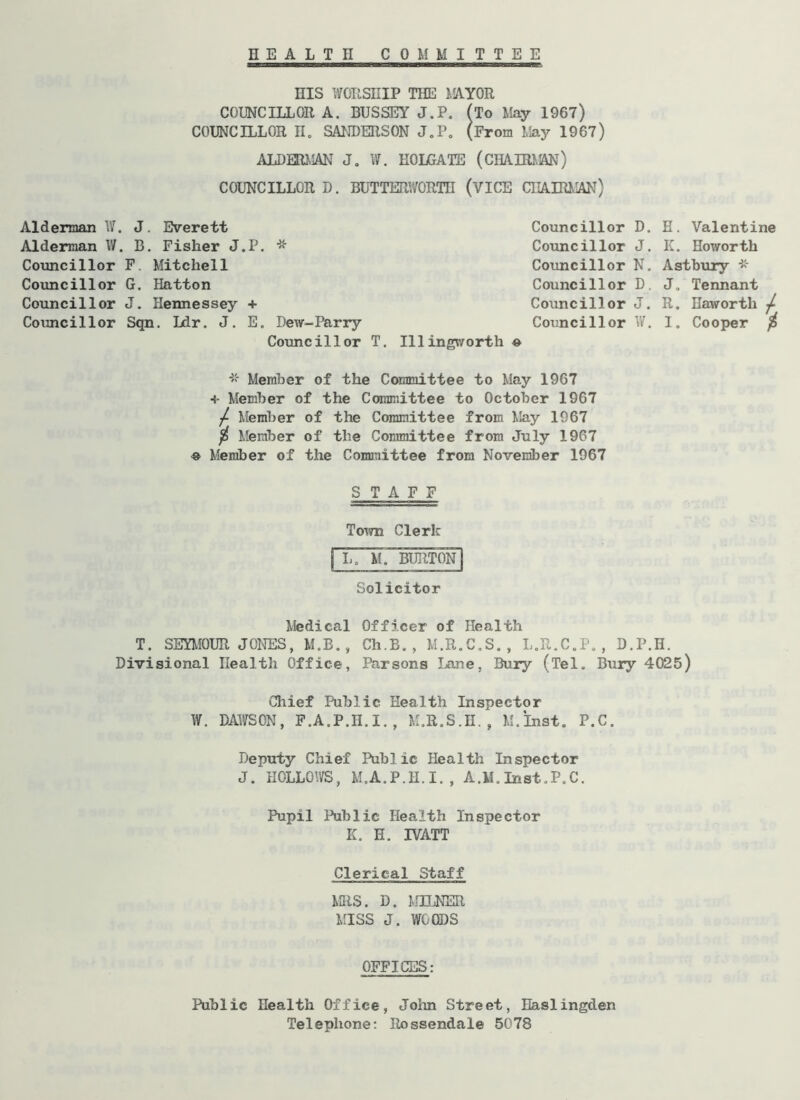 HEALTH COMMITTEE
HIS WORSHIP THE MAYOR
COUNCILLOR A. BUSSEY J.P. (To May 1967)
COUNCILLOR H. SANDERSON J.P. (From May 1967)
ALDERMAN J. W. HOLGATE (CHAIRMAN)
COUNCILLOR D. BUTTERWORTH (VICE CHAIRMAN)
Alderman W. J. Everett
Alderman W. B. Fisher J.P. *
Councillor F. Mitchell
Councillor G. Hatton
Councillor J. Hennessey +
Councillor Sqn. Ldr. J. E. Dew-Parry
Councillor D. H. Valentine
Councillor J. K. Howorth
Councillor N. Astbury *
Councillor D. J. Tennant
Councillor J. R. Haworth /
Councillor W. I. Cooper ≸
Councillor T. Illingworth ⊖
* Member of the Committee to May 1967
+ Member of the Committee to October 1967
/ Member of the Committee from May 1967
≸ Member of the Committee from July 1967
⊖ Member of the Committee from November 1967
STAFF
Town Clerk
L. M. BURTON
Solicitor
Medical Officer of Health
T. SEYMOUR JONES, M.B., Ch.B., M.R.C.S., L.R.C.P., D.P.H.
Divisional Health Office, Parsons Lane, Bury (Tel. Bury 4025)
Chief Public Health Inspector
W. DAWSON, F.A.P.H.I., M.R.S.H., M.Inst. P.C.
Deputy Chief Public Health Inspector
J. HOLLOWS, M.A.P.H.I., A.M.Inst.P.C.
Pupil Public Health Inspector
K. H. IVATT
Clerical Staff
MRS. D. MILNER
MISS J. WOODS
OFFICES:
Public Health Office, John Street, Haslingden
Telephone: Rossendale 5078